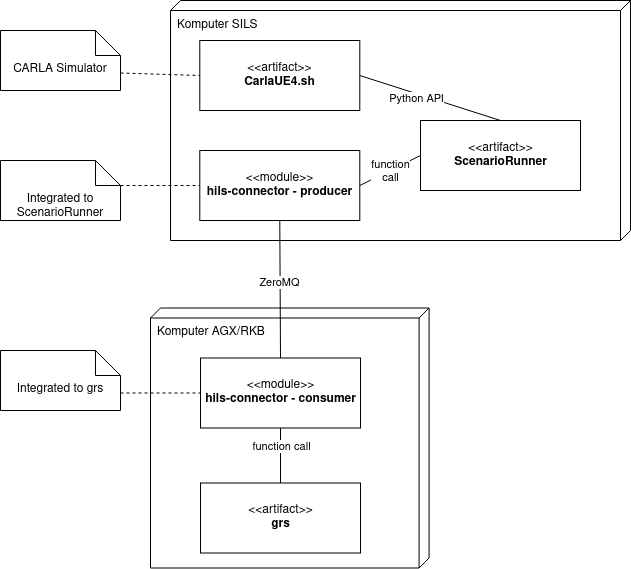 Komputer SILS
CARLA Simulator
<<artifact>>
CarlaUE4.sh
Python API
<<artifact>>
ScenarioRunner
function
call
<<module>>
hils-connector - producer
Integrated to
ScenarioRunner
ZeroMQ
Komputer AGX/RKB
Integrated to grs
<<module>>
hils-connector - consumer
function call
<<artifact>>
grs